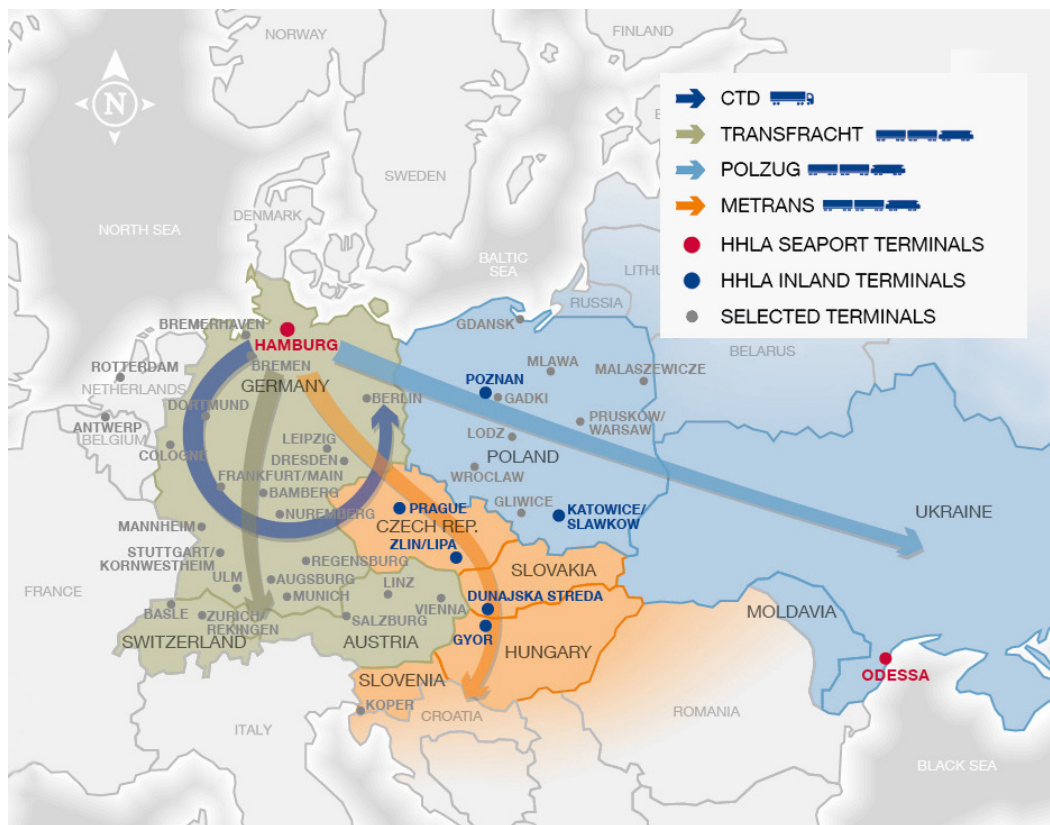 NORWAY
FINLAND
N
SWEDEN
DENMARK
NORTH SEA
BALTIC
SEA
LITHU
RUSSIA
BELARUS
CTD
TRANSFRACHT
POLZUG
METRANS
HHLA SEAPORT TERMINALS
HHLA INLAND TERMINALS
SELECTED TERMINALS
BREMERHAVEN
HAMBURG
BREMEN
GERMANY
ROTTERDAM
NETHERLANDS
DORTMUND
ANTWERP
BELGIUM
COLOGNE
BERLIN
LEIPZIG
DRESDEN
FRANKFURT/MAIN
BAMBERG
NUREMBERG
MANNHEIM
STUTTGART/
KORNWESTHEIM
REGENSBURG
ULM
AUGSBURG
MUNICH
FRANCE
BASLE
ZURICH/
REKINGEN
SWITZERLAND
GDANSK
MLAWA
MALASZEWICZE
POZNAN
GADKI
PRUSKOW/
WARSAW
LODZ
POLAND
WROCLAW
GLIWICE
KATOWICE/
SLAWKOW
PRAGUE
CZECH REP.
ZLIN/LIPA
SLOVAKIA
LINZ
VIENNA
SALZBURG
AUSTRIA
DUNAJSKA STREDA
GYOR
HUNGARY
SLOVENIA
KOPER
CROATIA
ITALY
UKRAINE
MOLDAVIA
ODESSA
ROMANIA
BLACK SEA